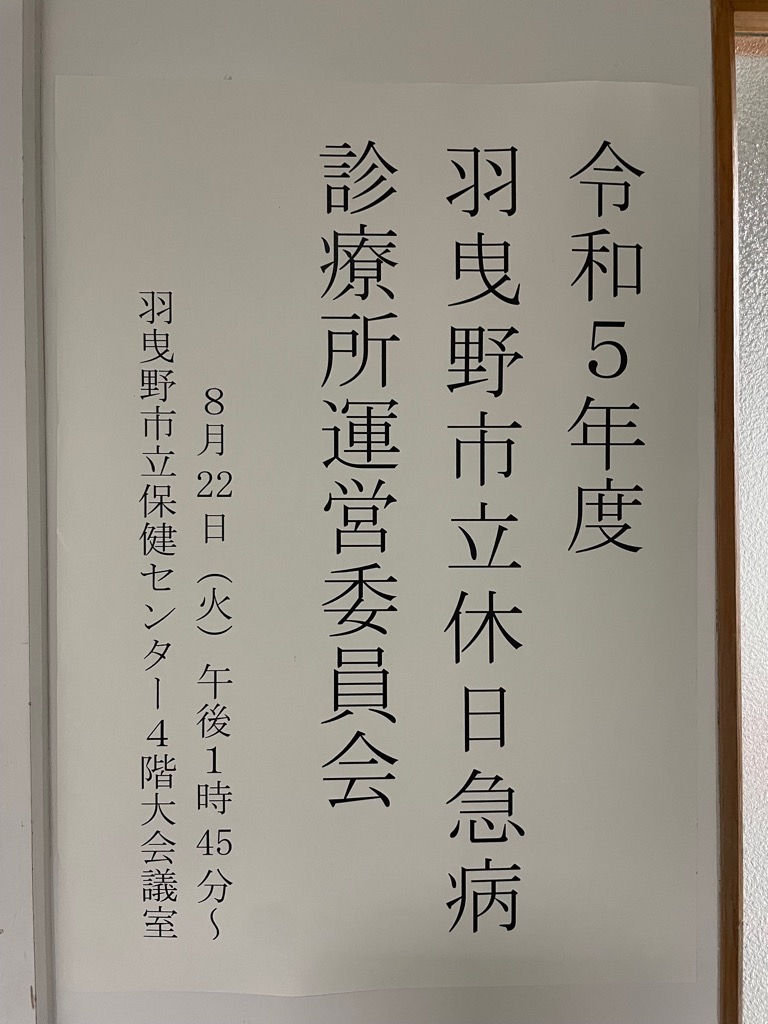 令和５年度
羽曳野市立休日急病
診療所運営委員会
８月22日（火）午後１時45分～
羽曳野市立保健センター４階大会議室